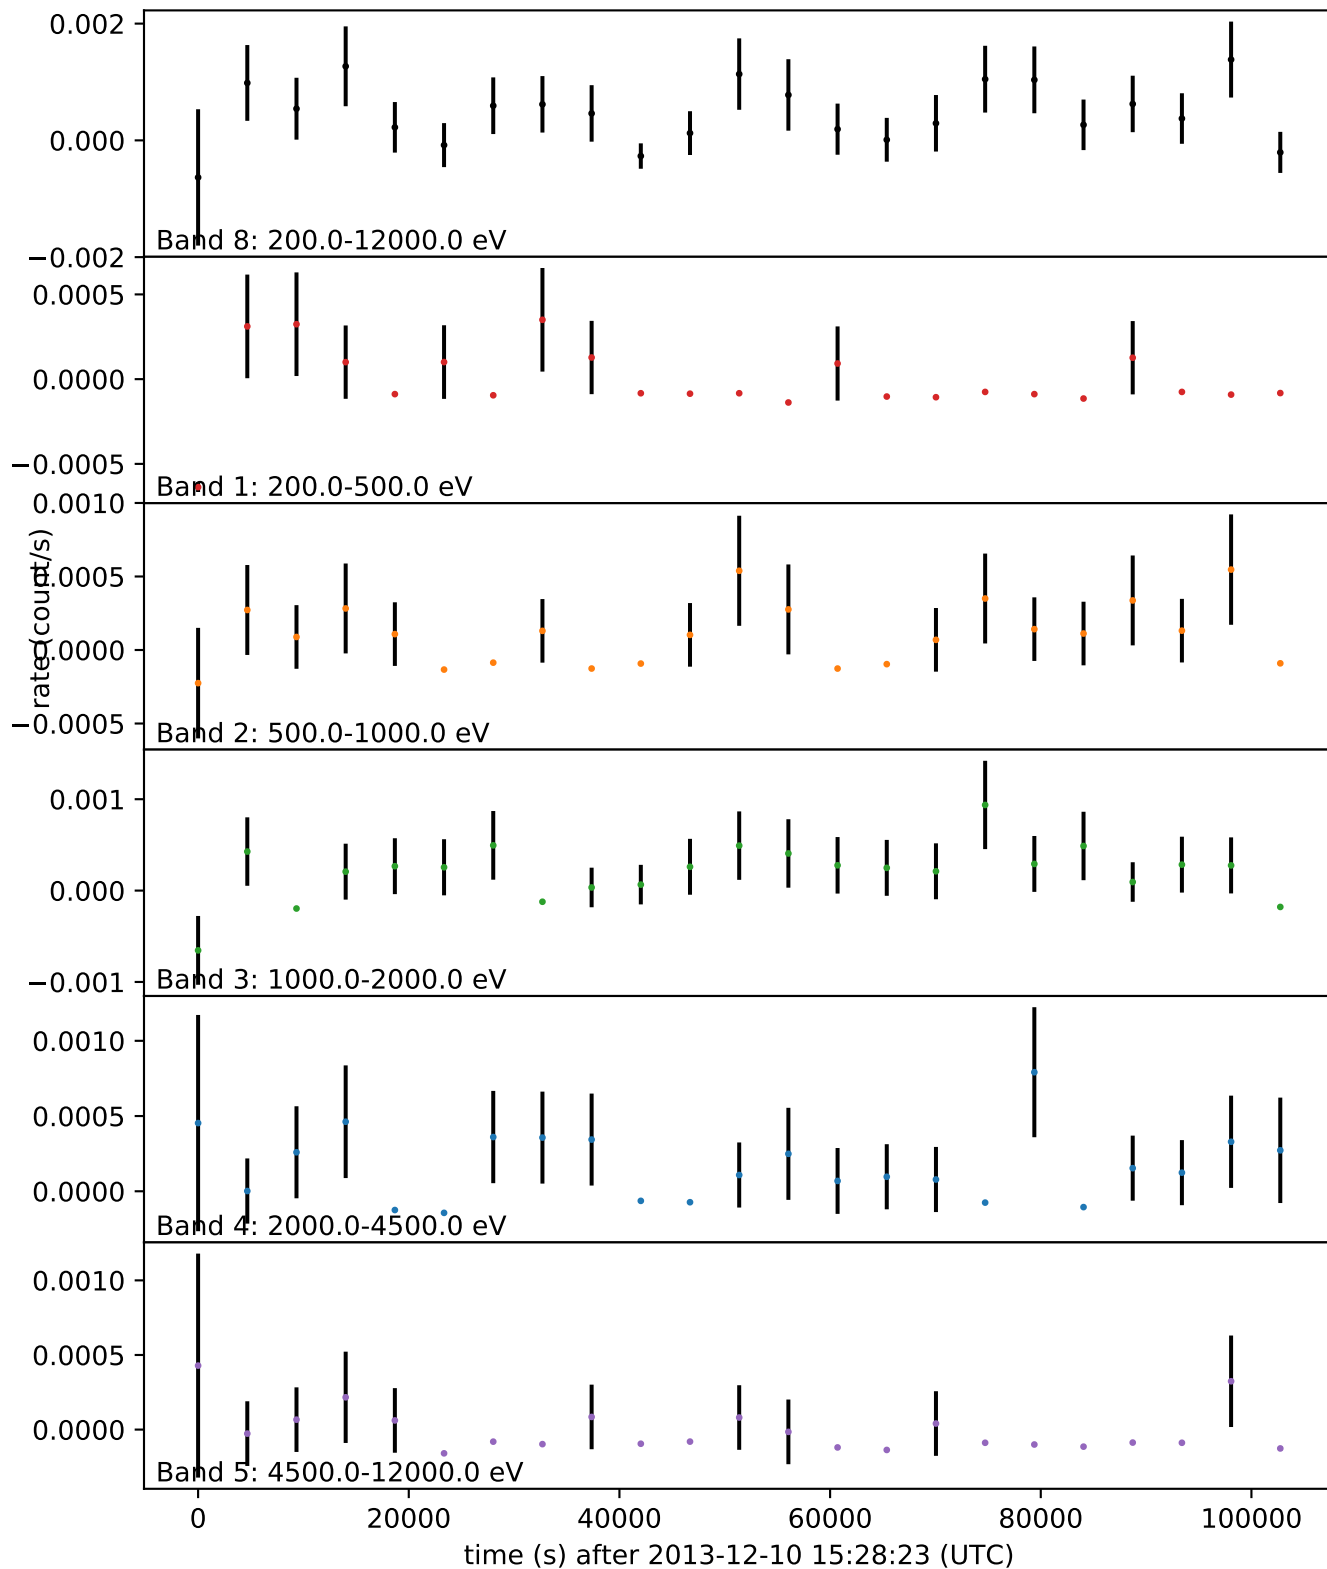 0.002
0.000
−0.002
Band 8: 200.0-12000.0 eV
0.0005
0.0000
−0.0005
Band 1: 200.0-500.0 eV
rate (count/s)
0.0010
0.0005
0.0000
−0.0005
Band 2: 500.0-1000.0 eV
0.001
0.000
−0.001
Band 3: 1000.0-2000.0 eV
0.0010
0.0005
0.0000
Band 4: 2000.0-4500.0 eV
0.0010
0.0005
0.0000
Band 5: 4500.0-12000.0 eV
0 20000 40000 60000 80000 100000
time (s) after 2013-12-10 15:28:23 (UTC)